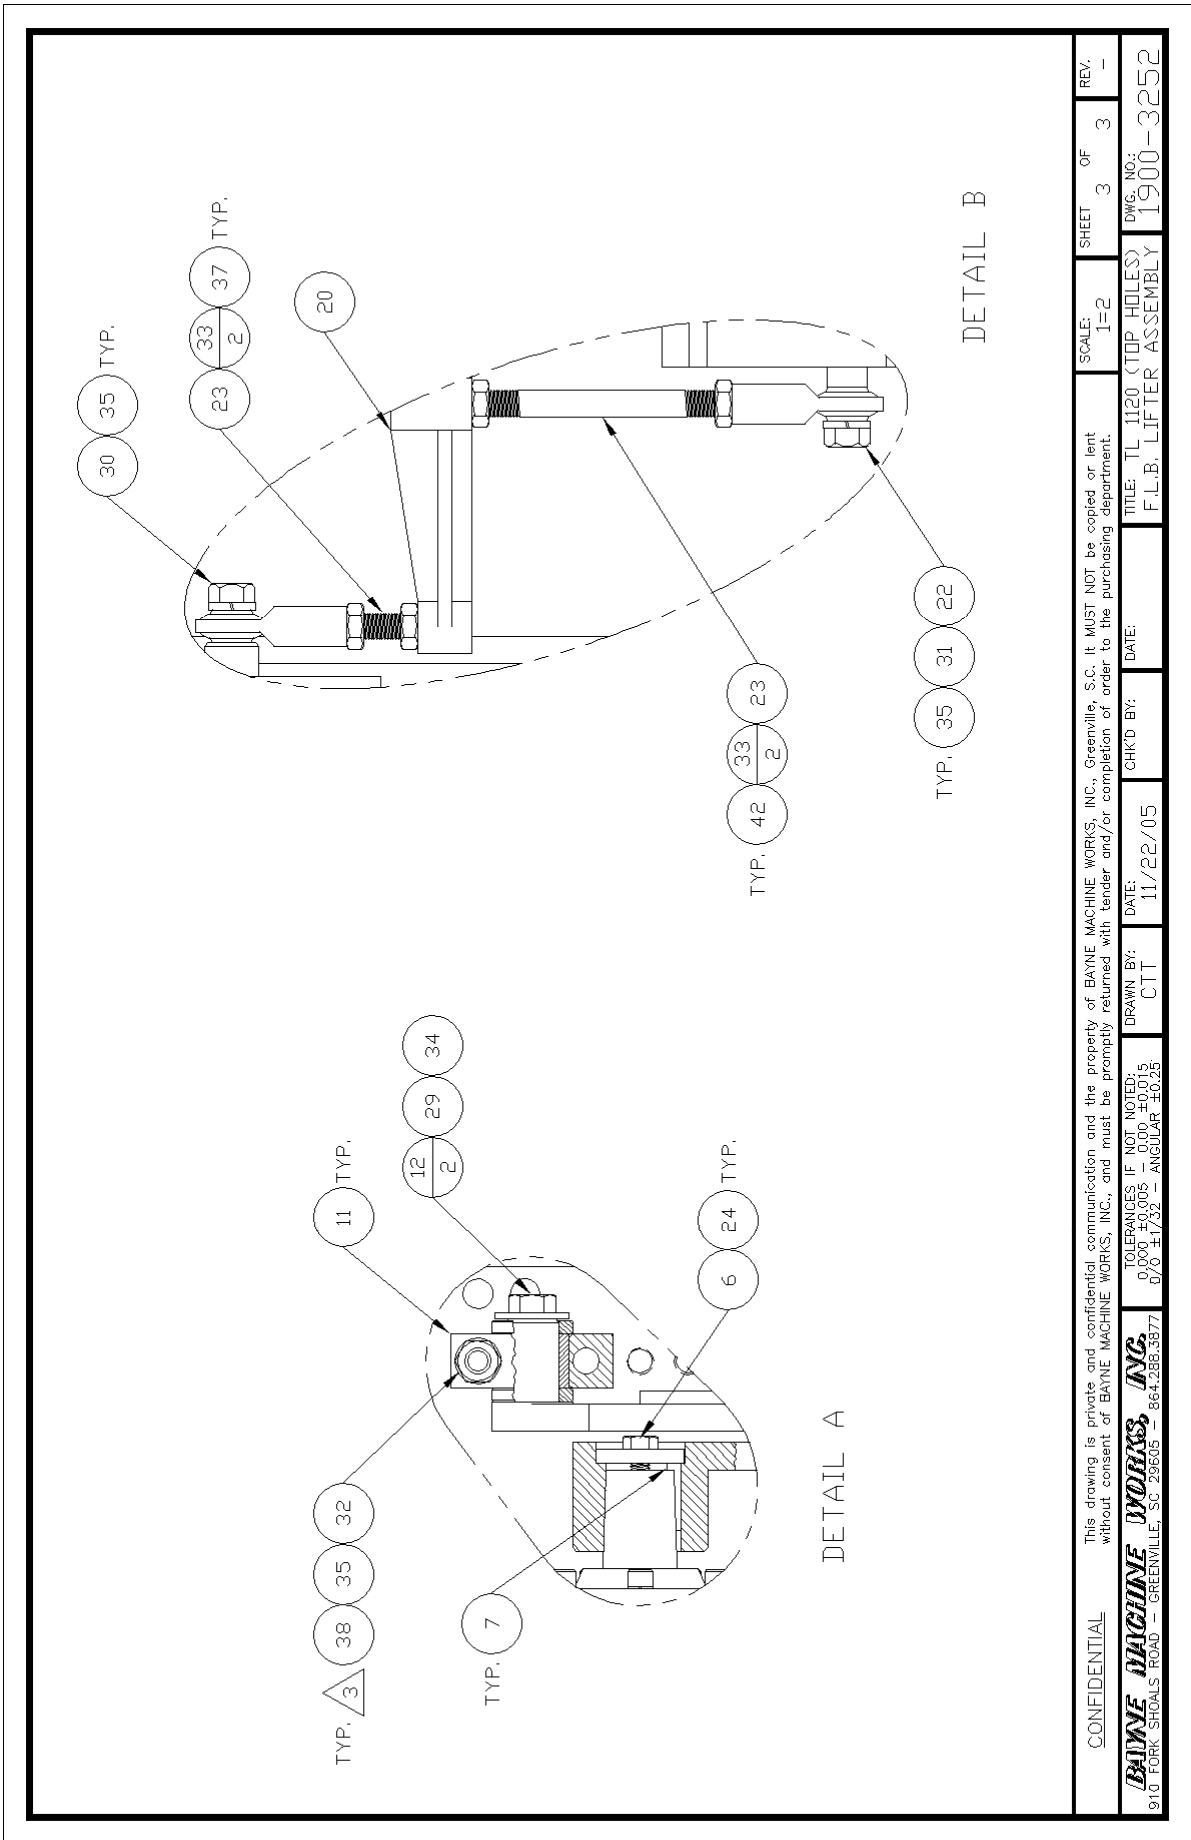 TYP. 3 38 35 32
11 TYP.
12 29 34
2
TYP. 7
6 24 TYP.
DETAIL A
30 35 TYP.
23 33 37 TYP.
2
20
TYP. 42 33 23
2
TYP. 35 31 22
DETAIL B
CONFIDENTIAL
This drawing is private and confidential communication and the property of BAYNE MACHINE WORKS, INC., Greenville, S.C. It MUST NOT be copied or lent
without consent of BAYNE MACHINE WORKS, INC., and must be promptly returned with tender and/or completion of order to the purchasing department.
SCALE:
1=2
SHEET 3 OF 3
REV.
-
BAYNE MACHINE WORKS, INC.
910 FORK SHOALS ROAD - GREENVILLE, SC 29605 - 864.288.3877
TOLERANCES IF NOT NOTED:
0.000 ±0.005 - 0.00 ±0.015
0/0 ±1/32 - ANGULAR ±0.25
DRAWN BY:
CTT
DATE:
11/22/05
CHK'D BY:
DATE:
TITLE: TL 1120 (TOP HOLES)
F.L.B. LIFTER ASSEMBLY
DWG. NO.:
1900-3252